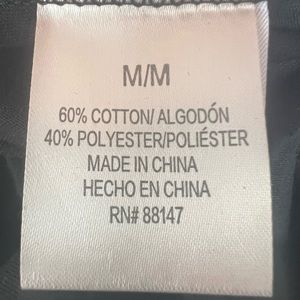 M/M
60% COTTON/ ALGODÓN
40% POLYESTER/POLIÉSTER
MADE IN CHINA
HECHO EN CHINA
RN# 88147